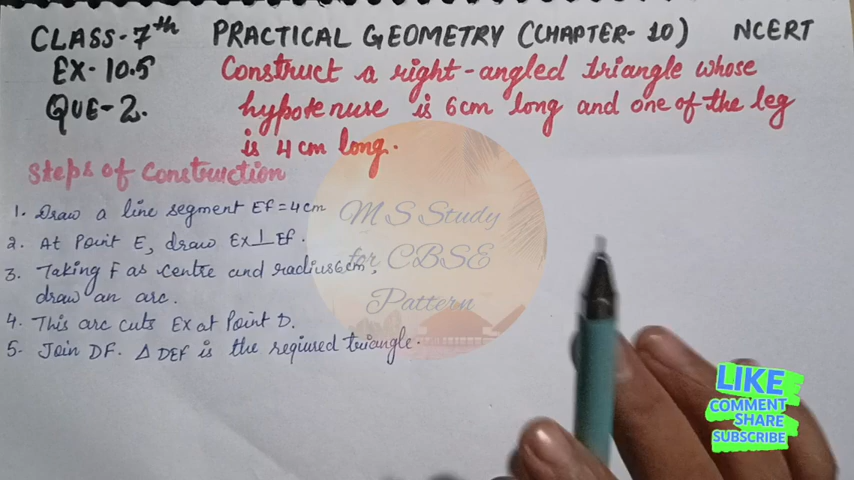 CLASS-7th PRACTICAL GEOMETRY (CHAPTER-10) NCERT
EX-10.5 Construct a right-angled triangle whose
QUE-2. hypotenuse is 6cm long and one of the leg
is 4cm long.
Steps of Construction
1. Draw a line segment EF=4cm
2. At Point E, draw EX⊥EF.
3. Taking F as centre and radius 6cm,
draw an arc.
4. This arc cuts EX at Point D.
5. Join DF. △DEF is the reqiured triangle.
MS Study
for CBSE
Pattern
LIKE
COMMENT
SHARE
SUBSCRIBE